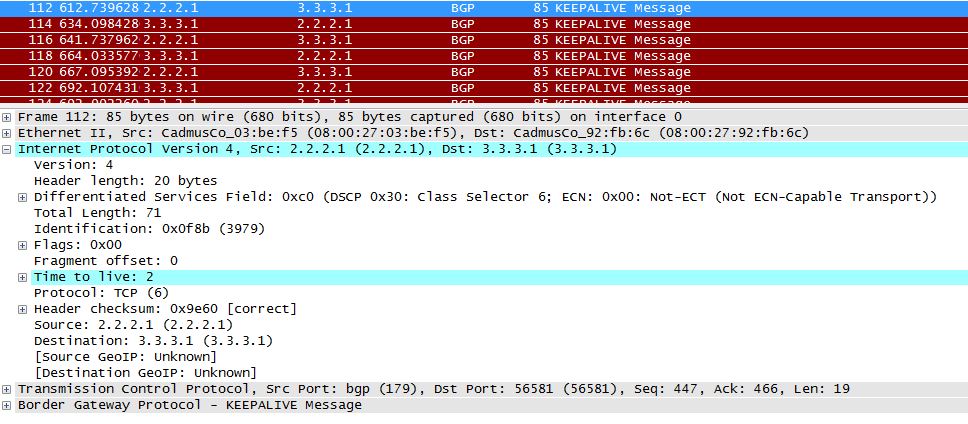 112 612.739628 2.2.2.1 3.3.3.1 BGP 85 KEEPALIVE Message
114 634.098428 3.3.3.1 2.2.2.1 BGP 85 KEEPALIVE Message
116 641.737962 2.2.2.1 3.3.3.1 BGP 85 KEEPALIVE Message
118 664.033577 3.3.3.1 2.2.2.1 BGP 85 KEEPALIVE Message
120 667.095392 2.2.2.1 3.3.3.1 BGP 85 KEEPALIVE Message
122 692.107431 2.2.2.1 3.3.3.1 BGP 85 KEEPALIVE Message
Frame 112: 85 bytes on wire (680 bits), 85 bytes captured (680 bits) on interface 0
Ethernet II, Src: CadmusCo_03:be:f5 (08:00:27:03:be:f5), Dst: CadmusCo_92:fb:6c (08:00:27:92:fb:6c)
Internet Protocol Version 4, Src: 2.2.2.1 (2.2.2.1), Dst: 3.3.3.1 (3.3.3.1)
Version: 4
Header length: 20 bytes
Differentiated Services Field: 0xc0 (DSCP 0x30: Class Selector 6; ECN: 0x00: Not-ECT (Not ECN-Capable Transport))
Total Length: 71
Identification: 0x0f8b (3979)
Flags: 0x00
Fragment offset: 0
Time to live: 2
Protocol: TCP (6)
Header checksum: 0x9e60 [correct]
Source: 2.2.2.1 (2.2.2.1)
Destination: 3.3.3.1 (3.3.3.1)
[Source GeoIP: Unknown]
[Destination GeoIP: Unknown]
Transmission Control Protocol, Src Port: bgp (179), Dst Port: 56581 (56581), Seq: 447, Ack: 466, Len: 19
Border Gateway Protocol - KEEPALIVE Message